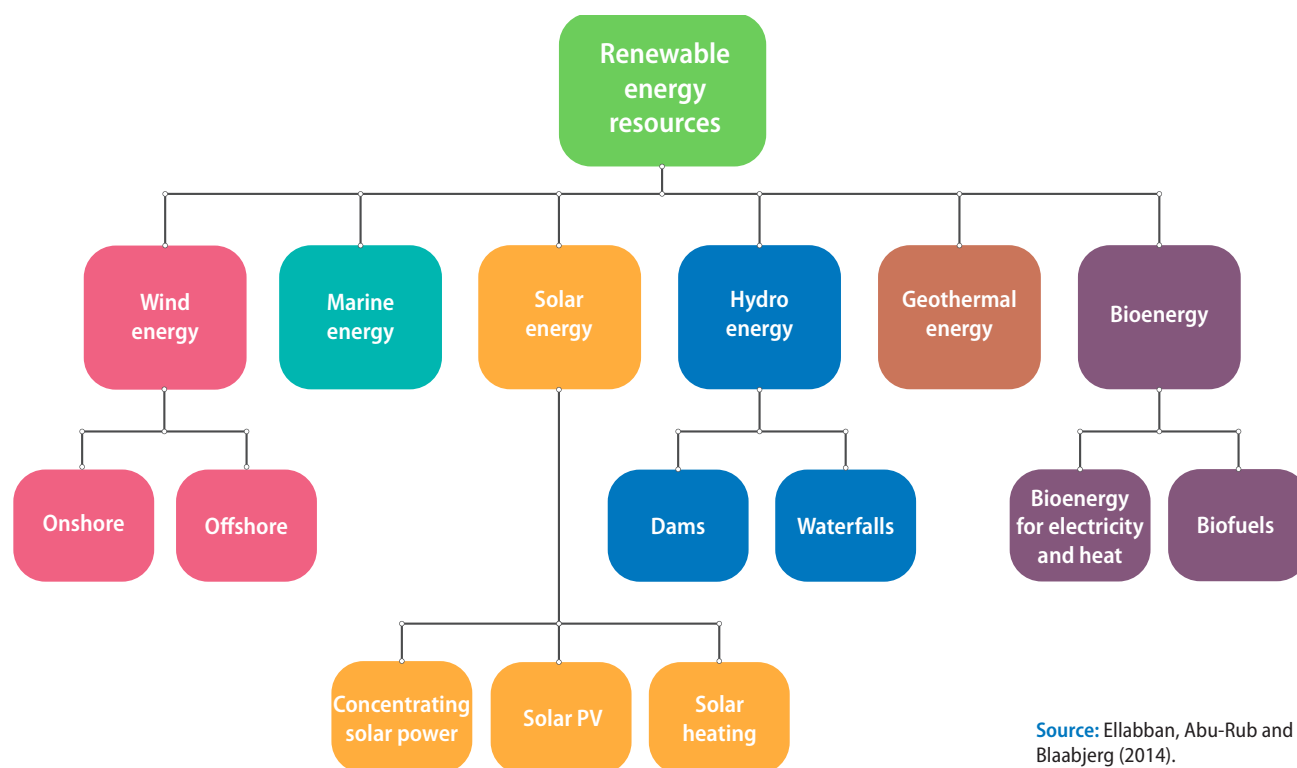 Renewable
energy
resources
Wind
energy
Marine
energy
Solar
energy
Hydro
energy
Geothermal
energy
Bioenergy
Onshore
Offshore
Dams
Waterfalls
Bioenergy
for electricity
and heat
Biofuels
Concentrating
solar power
Solar PV
Solar
heating
Source: Ellabban, Abu-Rub and
Blaabjerg (2014).